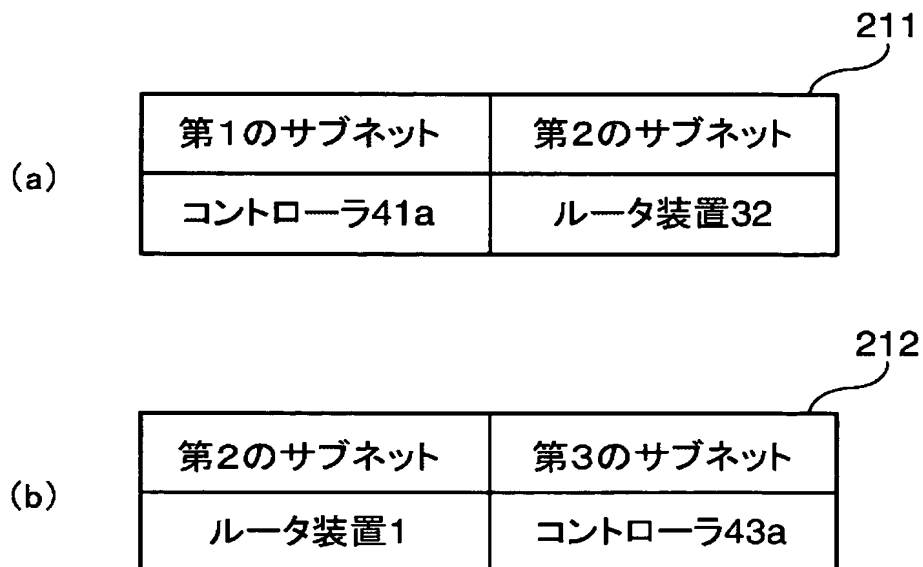 211
第1のサブネット 第2のサブネット
(a)
コントローラ41a ルータ装置32
212
第2のサブネット 第3のサブネット
(b)
ルータ装置1 コントローラ43a